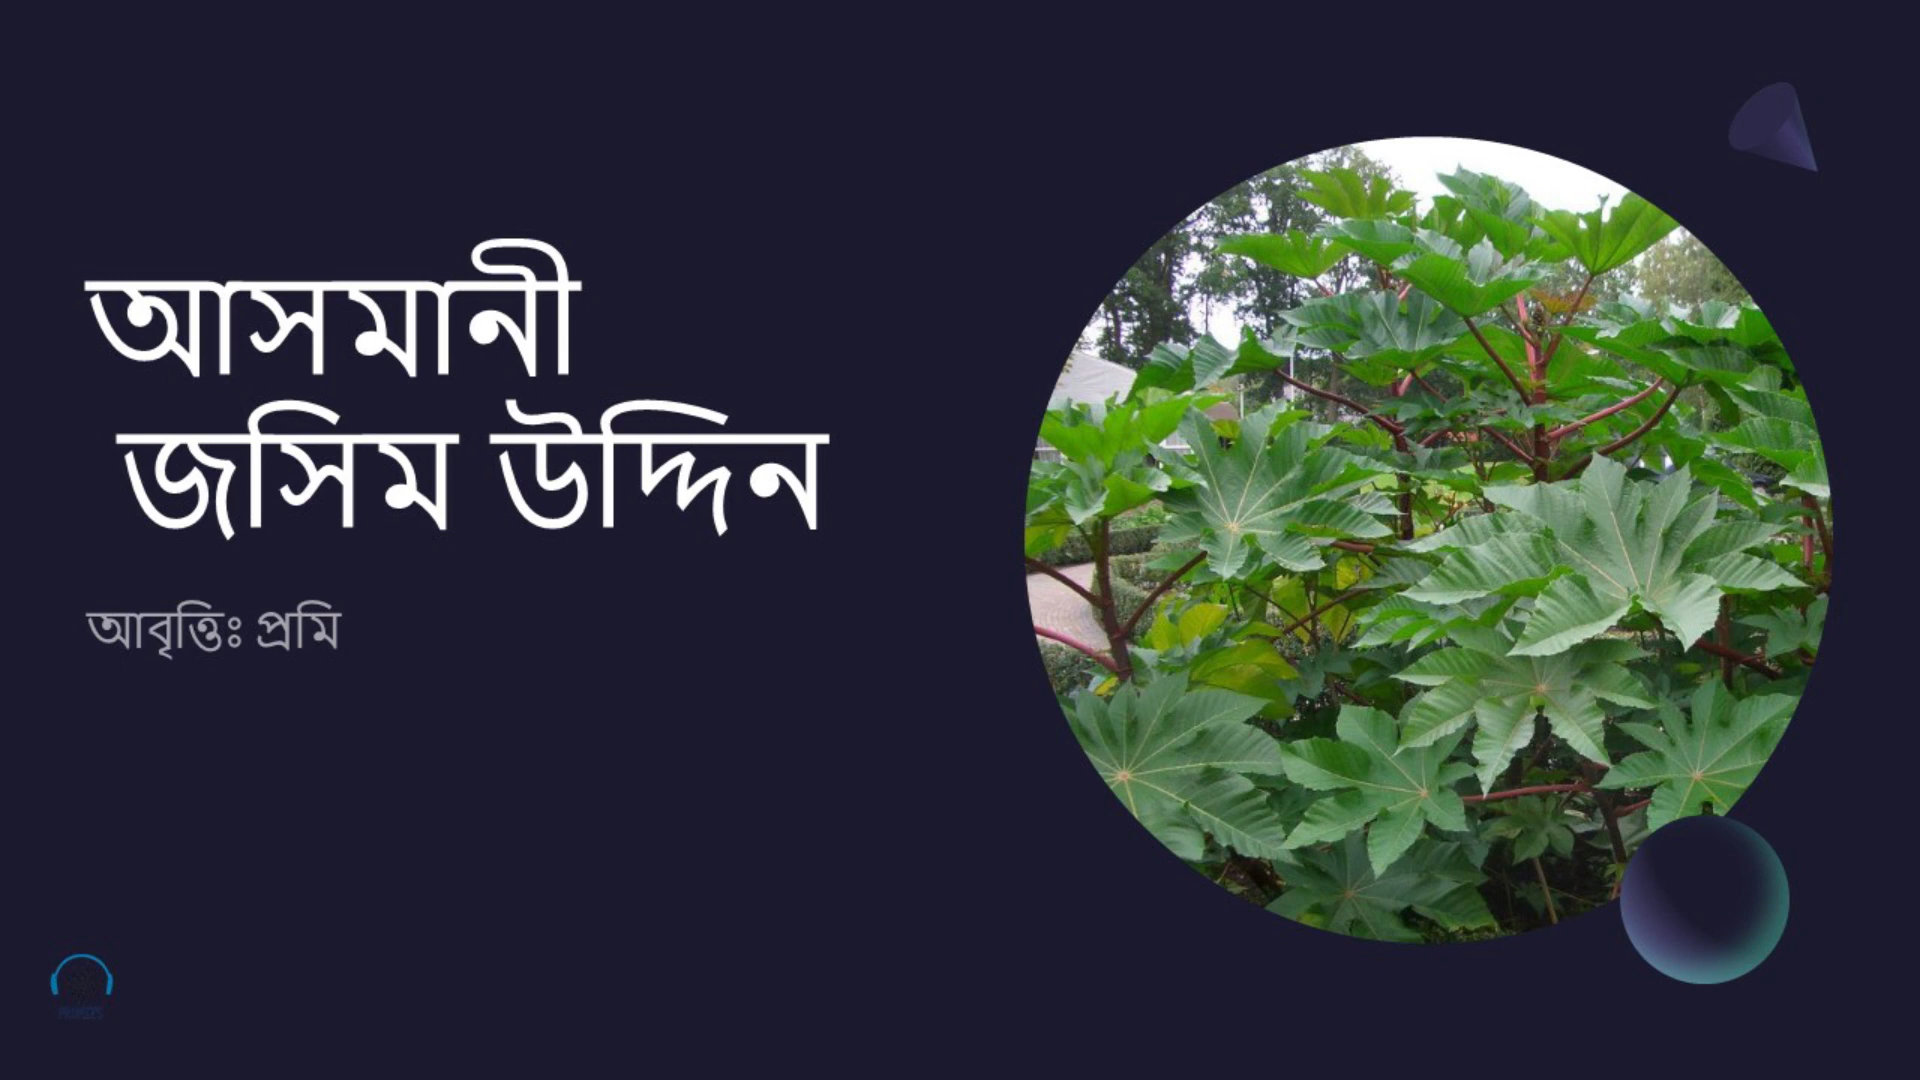 আসমানী
জসিম উদ্দিন
আবৃত্তিঃ প্রমি